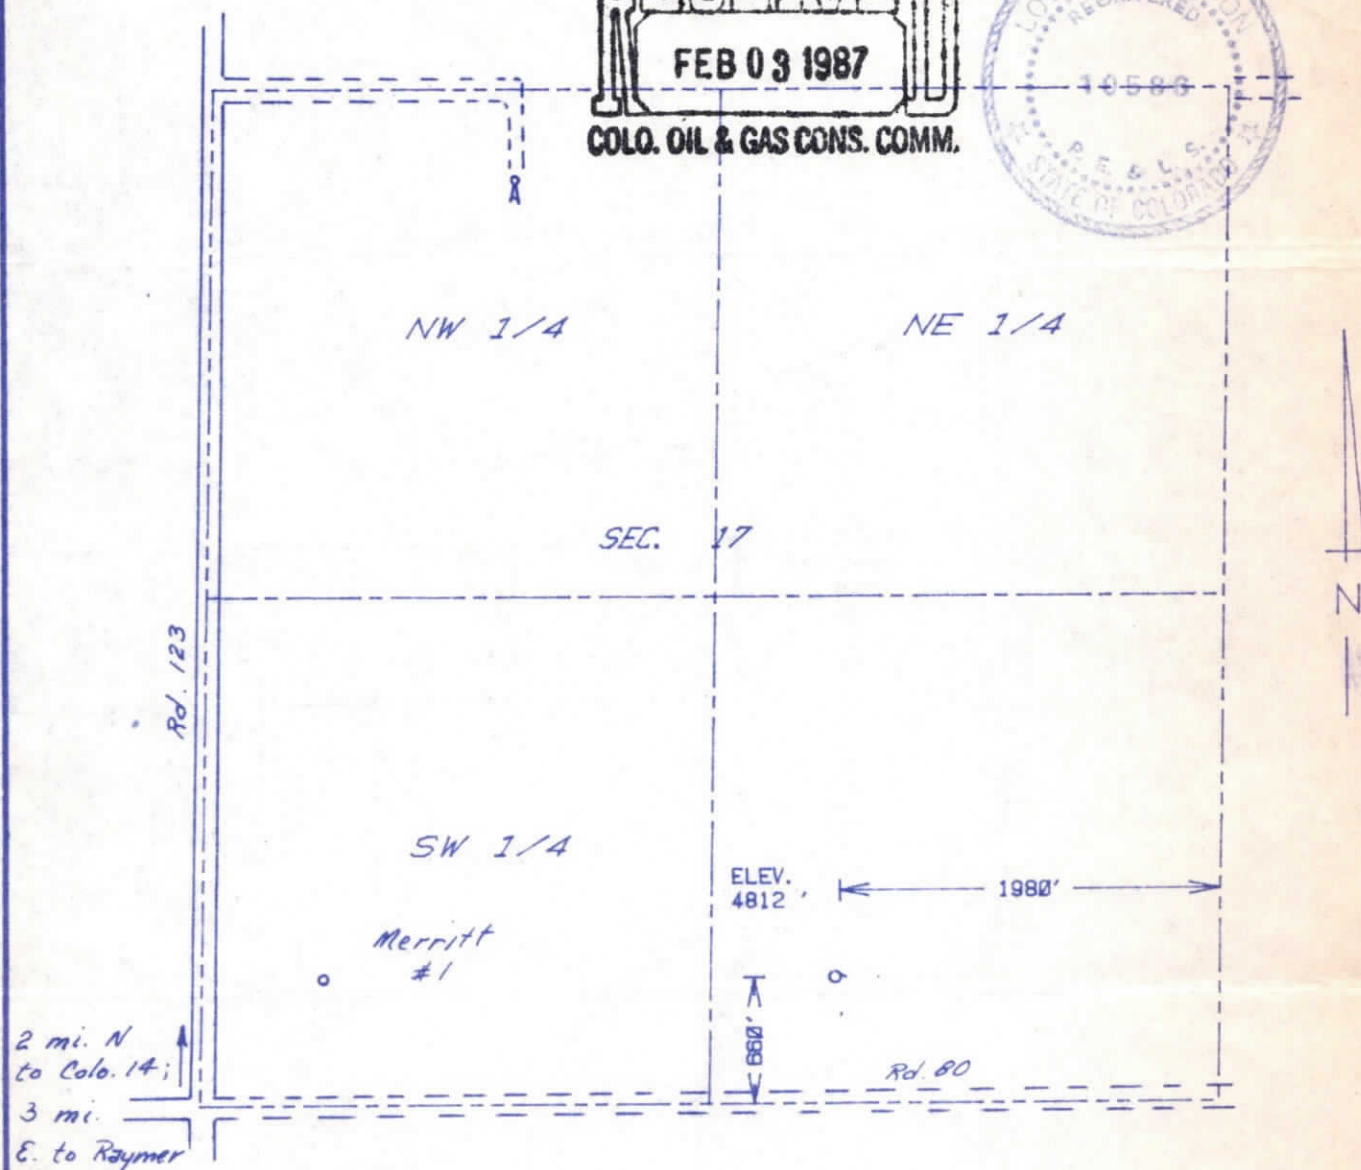 FEB 03 1987
COLO. OIL & GAS CONS. COMM.
REGISTERED
10586
P.E. & L.S.
STATE OF COLORADO
NW 1/4
NE 1/4
SEC. 17
N
Rd. 123
SW 1/4
ELEV.
4812
1980'
Merritt
#1
660'
Rd. 80
2 mi. N
to Colo. 14;
3 mi.
E. to Raymer